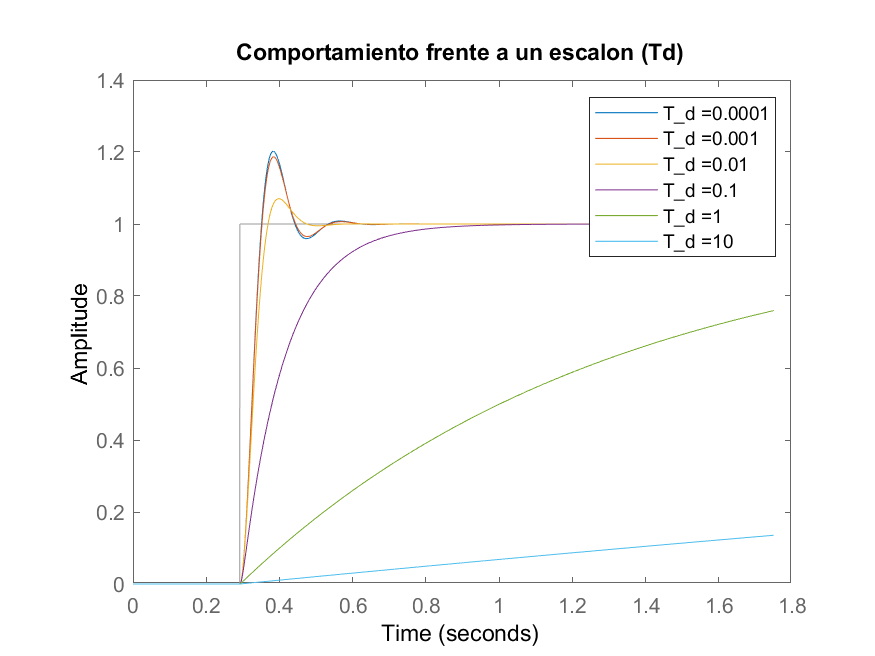 Comportamiento frente a un escalon (Td)
1.4
1.2
1
0.8
0.6
0.4
0.2
0
Amplitude
T_d =0.0001
T_d =0.001
T_d =0.01
T_d =0.1
T_d =1
T_d =10
0 0.2 0.4 0.6 0.8 1 1.2 1.4 1.6 1.8
Time (seconds)